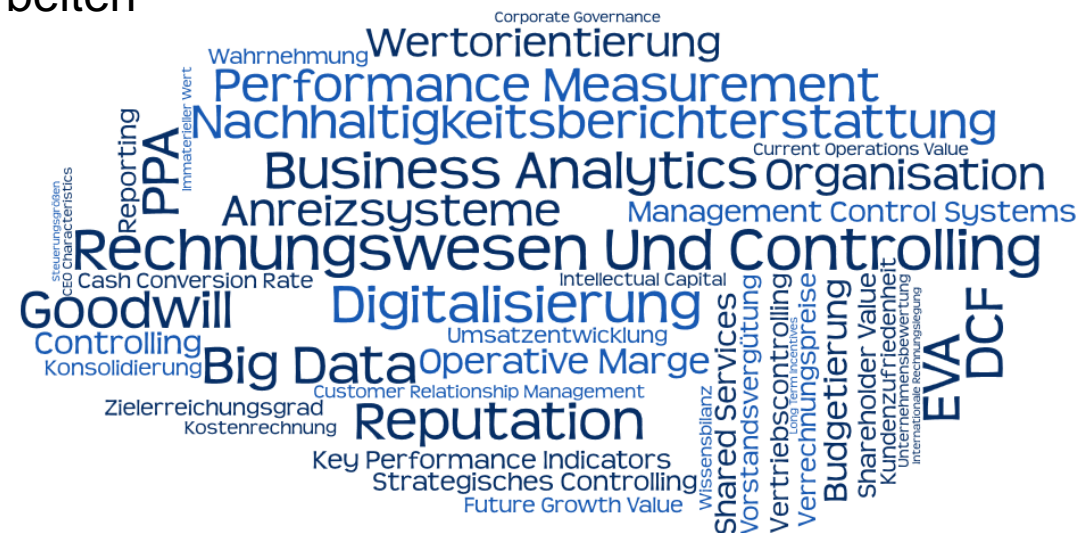 beiten
Corporate Governance
Wertorientierung
Wahrnehmung
Performance Measurement
Nachhaltigkeitsberichterstattung
Current Operations Value
Business Analytics
Organisation
Anreizsysteme
Management Control Systems
Rechnungswesen Und Controlling
Steuerungsgrößen
CEO Characteristics
Reporting
PPA
Immaterieller Wert
Cash Conversion Rate
Intellectual Capital
Goodwill
Digitalisierung
Umsatzentwicklung
Controlling
Konsolidierung
Big Data
Operative Marge
Customer Relationship Management
Zielerreichungsgrad
Kostenrechnung
Reputation
Key Performance Indicators
Strategisches Controlling
Future Growth Value
Wissensbilanz
Shared Services
Vorstandsvergütung
Vertriebscontrolling
Long Term Incentives
Verrechnungspreise
Budgetierung
Shareholder Value
Kundenzufriedenheit
Unternehmensbewertung
Internationale Rechnungslegung
EVA
DCF